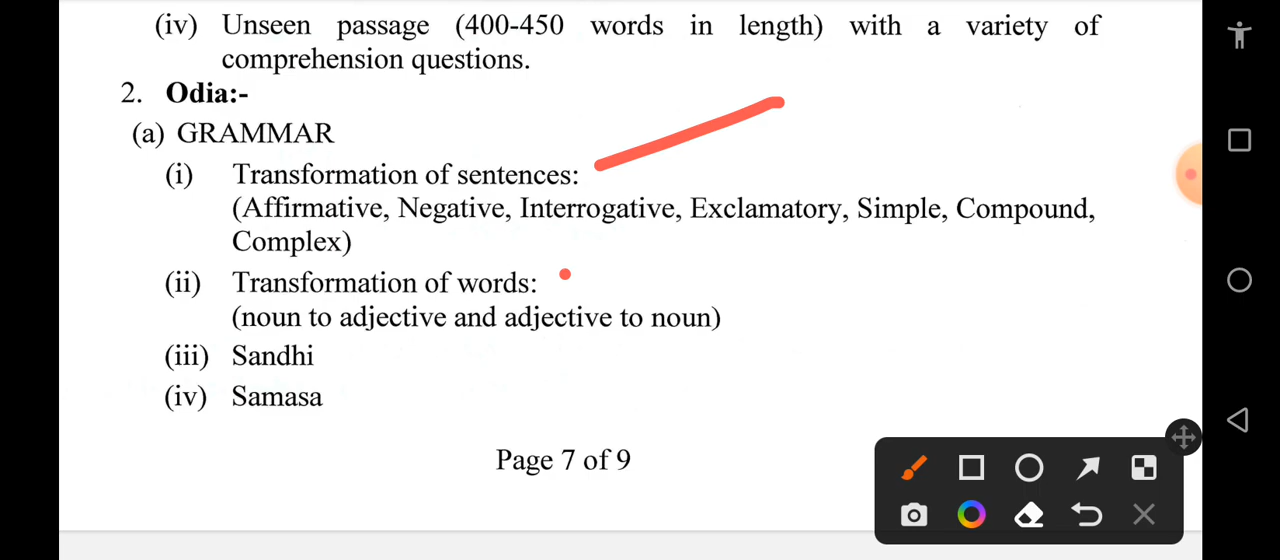 (iv) Unseen passage (400-450 words in length) with a variety of
comprehension questions.
2. Odia:-
(a) GRAMMAR
(i) Transformation of sentences:
(Affirmative, Negative, Interrogative, Exclamatory, Simple, Compound,
Complex)
(ii) Transformation of words:
(noun to adjective and adjective to noun)
(iii) Sandhi
(iv) Samasa
Page 7 of 9